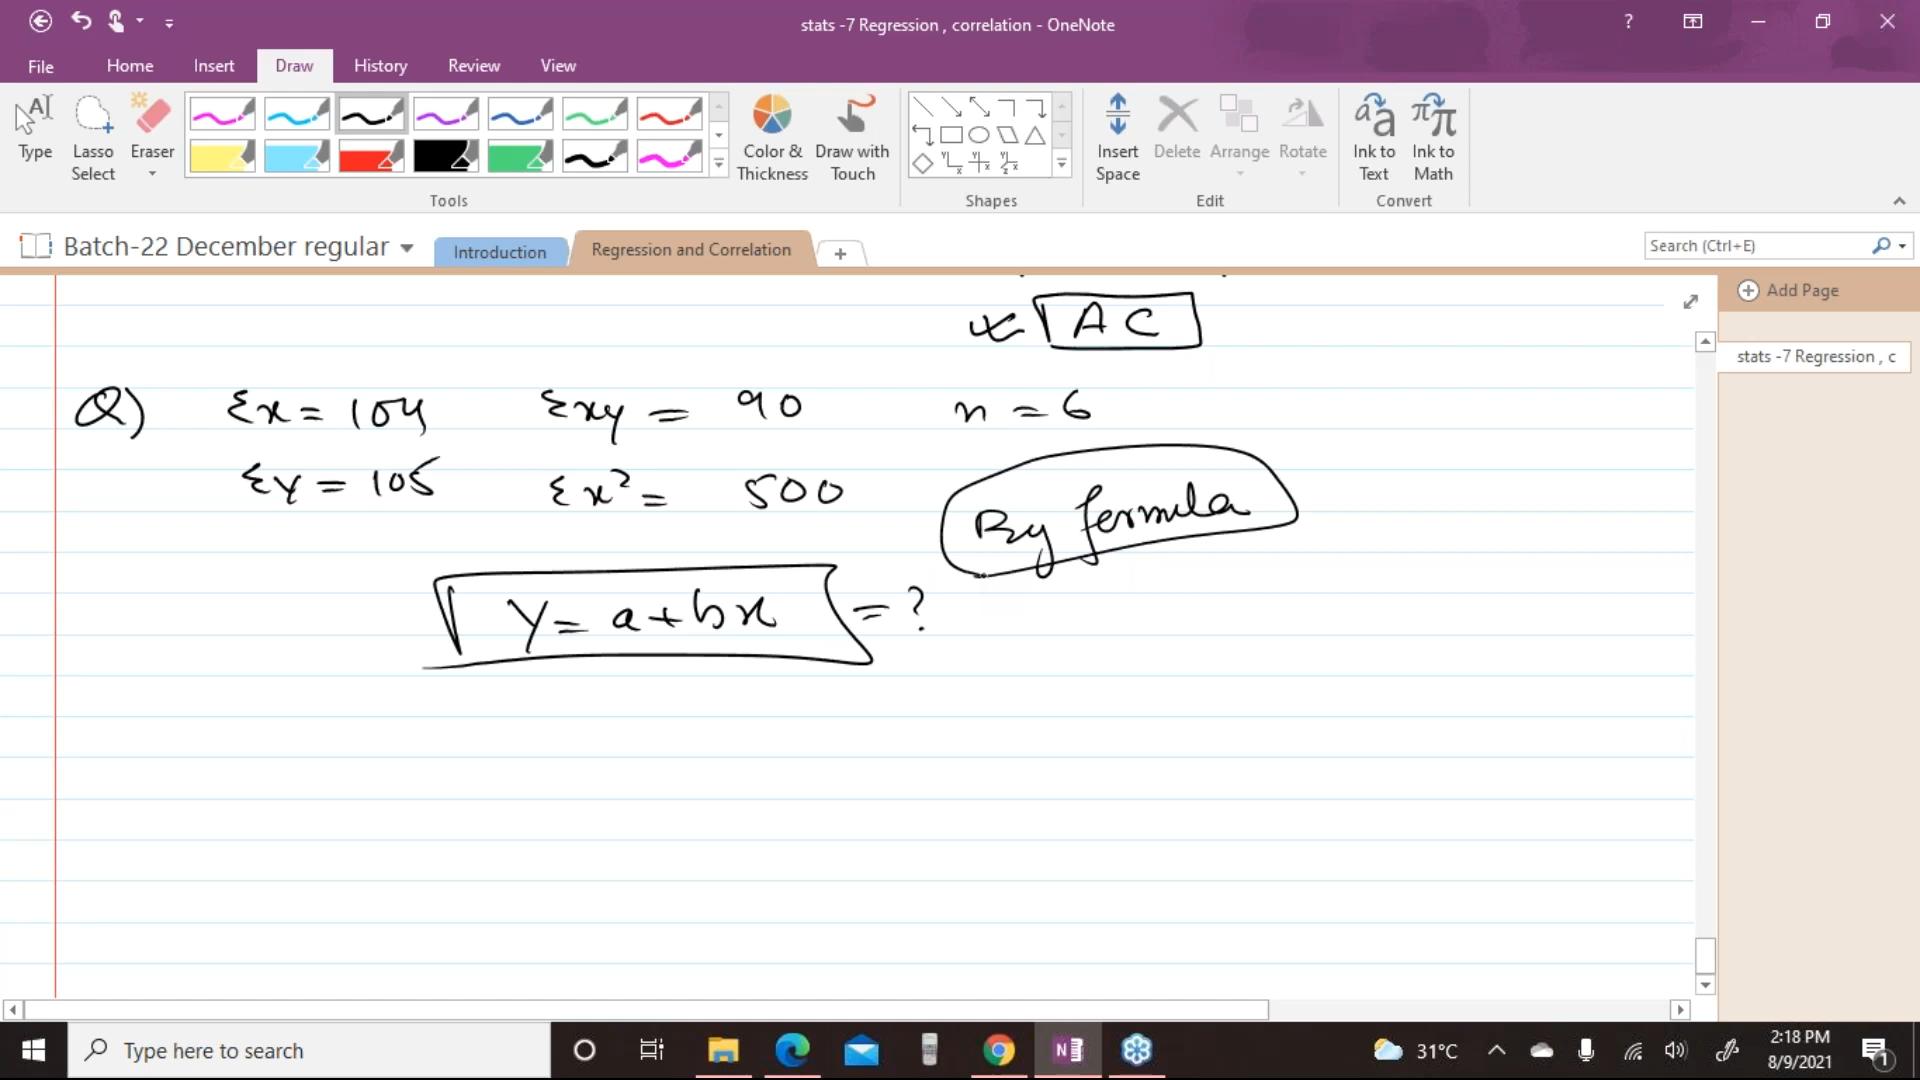 stats -7 Regression , correlation - OneNote
?
File Home Insert Draw History Review View
Type
Lasso Select
Eraser
Color & Thickness
Draw with Touch
Insert Space
Delete
Arrange
Rotate
Ink to Text
Ink to Math
Tools
Shapes
Edit
Convert
Batch-22 December regular
Introduction
Regression and Correlation
Search (Ctrl+E)
Add Page
stats -7 Regression , c
AC
Q) Σx = 104 Σxy = 90 n = 6
Σy = 105 Σx² = 500
By formula
Y = a + bx = ?
Type here to search
31°C
2:18 PM
8/9/2021
1